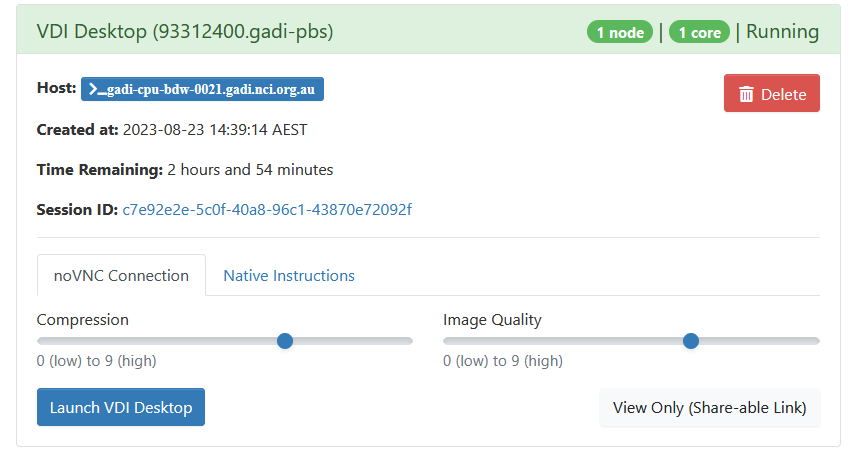 VDI Desktop (93312400.gadi-pbs) 1 node | 1 core | Running
Host: >_gadi-cpu-bdw-0021.gadi.nci.org.au
Delete
Created at: 2023-08-23 14:39:14 AEST
Time Remaining: 2 hours and 54 minutes
Session ID: c7e92e2e-5c0f-40a8-96c1-43870e72092f
noVNC Connection Native Instructions
Compression Image Quality
0 (low) to 9 (high) 0 (low) to 9 (high)
Launch VDI Desktop View Only (Share-able Link)